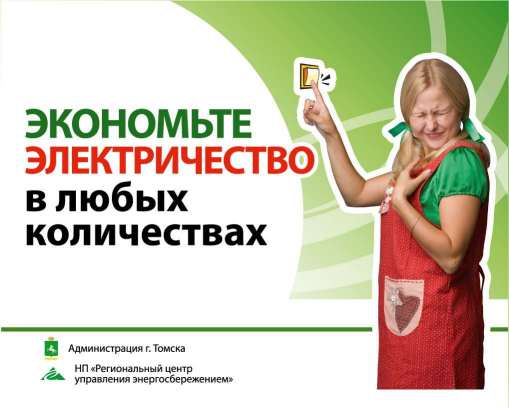 ЭКОНОМЬТЕ
ЭЛЕКТРИЧЕСТВО
в любых
количествах
Администрация г. Томска
НП «Региональный центр
управления энергосбережением»